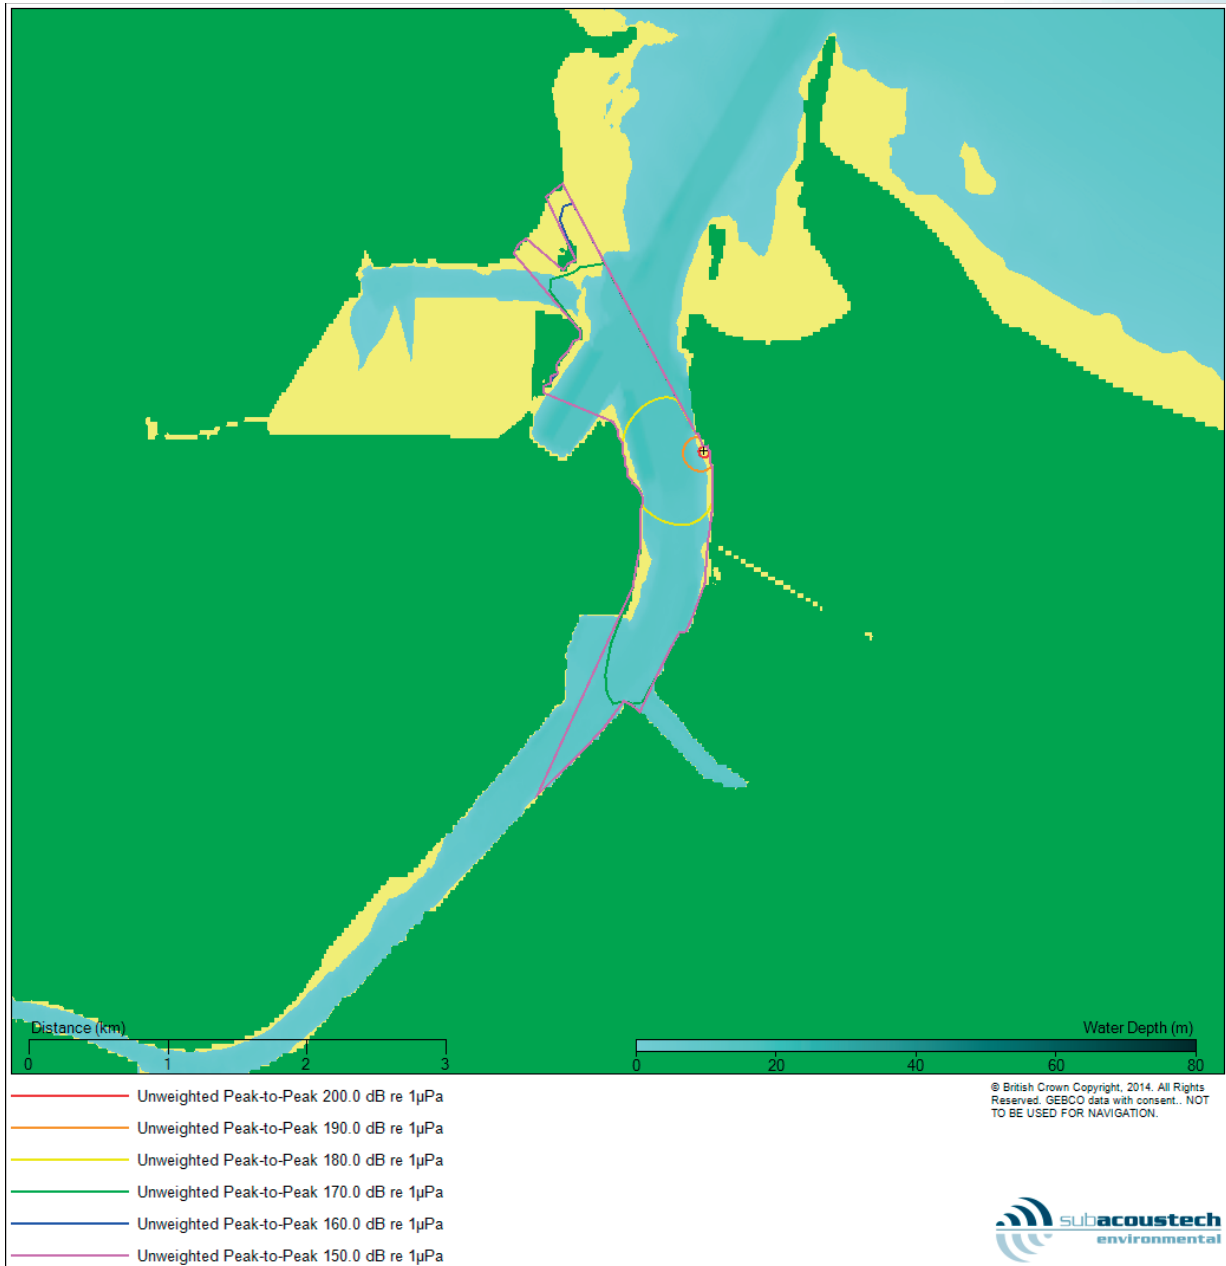 Distance (km)
0 1 2 3
Water Depth (m)
0 20 40 60 80
Unweighted Peak-to-Peak 200.0 dB re 1µPa
Unweighted Peak-to-Peak 190.0 dB re 1µPa
Unweighted Peak-to-Peak 180.0 dB re 1µPa
Unweighted Peak-to-Peak 170.0 dB re 1µPa
Unweighted Peak-to-Peak 160.0 dB re 1µPa
Unweighted Peak-to-Peak 150.0 dB re 1µPa
© British Crown Copyright, 2014. All Rights
Reserved. GEBCO data with consent.. NOT
TO BE USED FOR NAVIGATION.
subacoustech
environmental